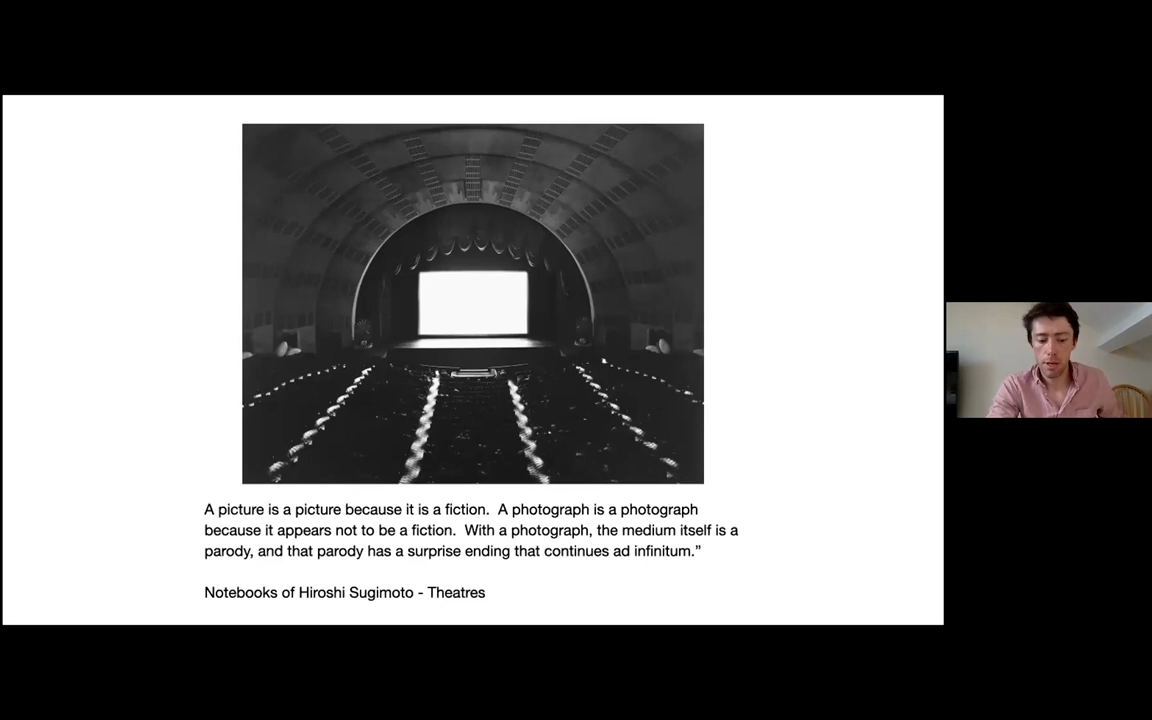 A picture is a picture because it is a fiction.  A photograph is a photograph
because it appears not to be a fiction.  With a photograph, the medium itself is a
parody, and that parody has a surprise ending that continues ad infinitum.”
Notebooks of Hiroshi Sugimoto - Theatres